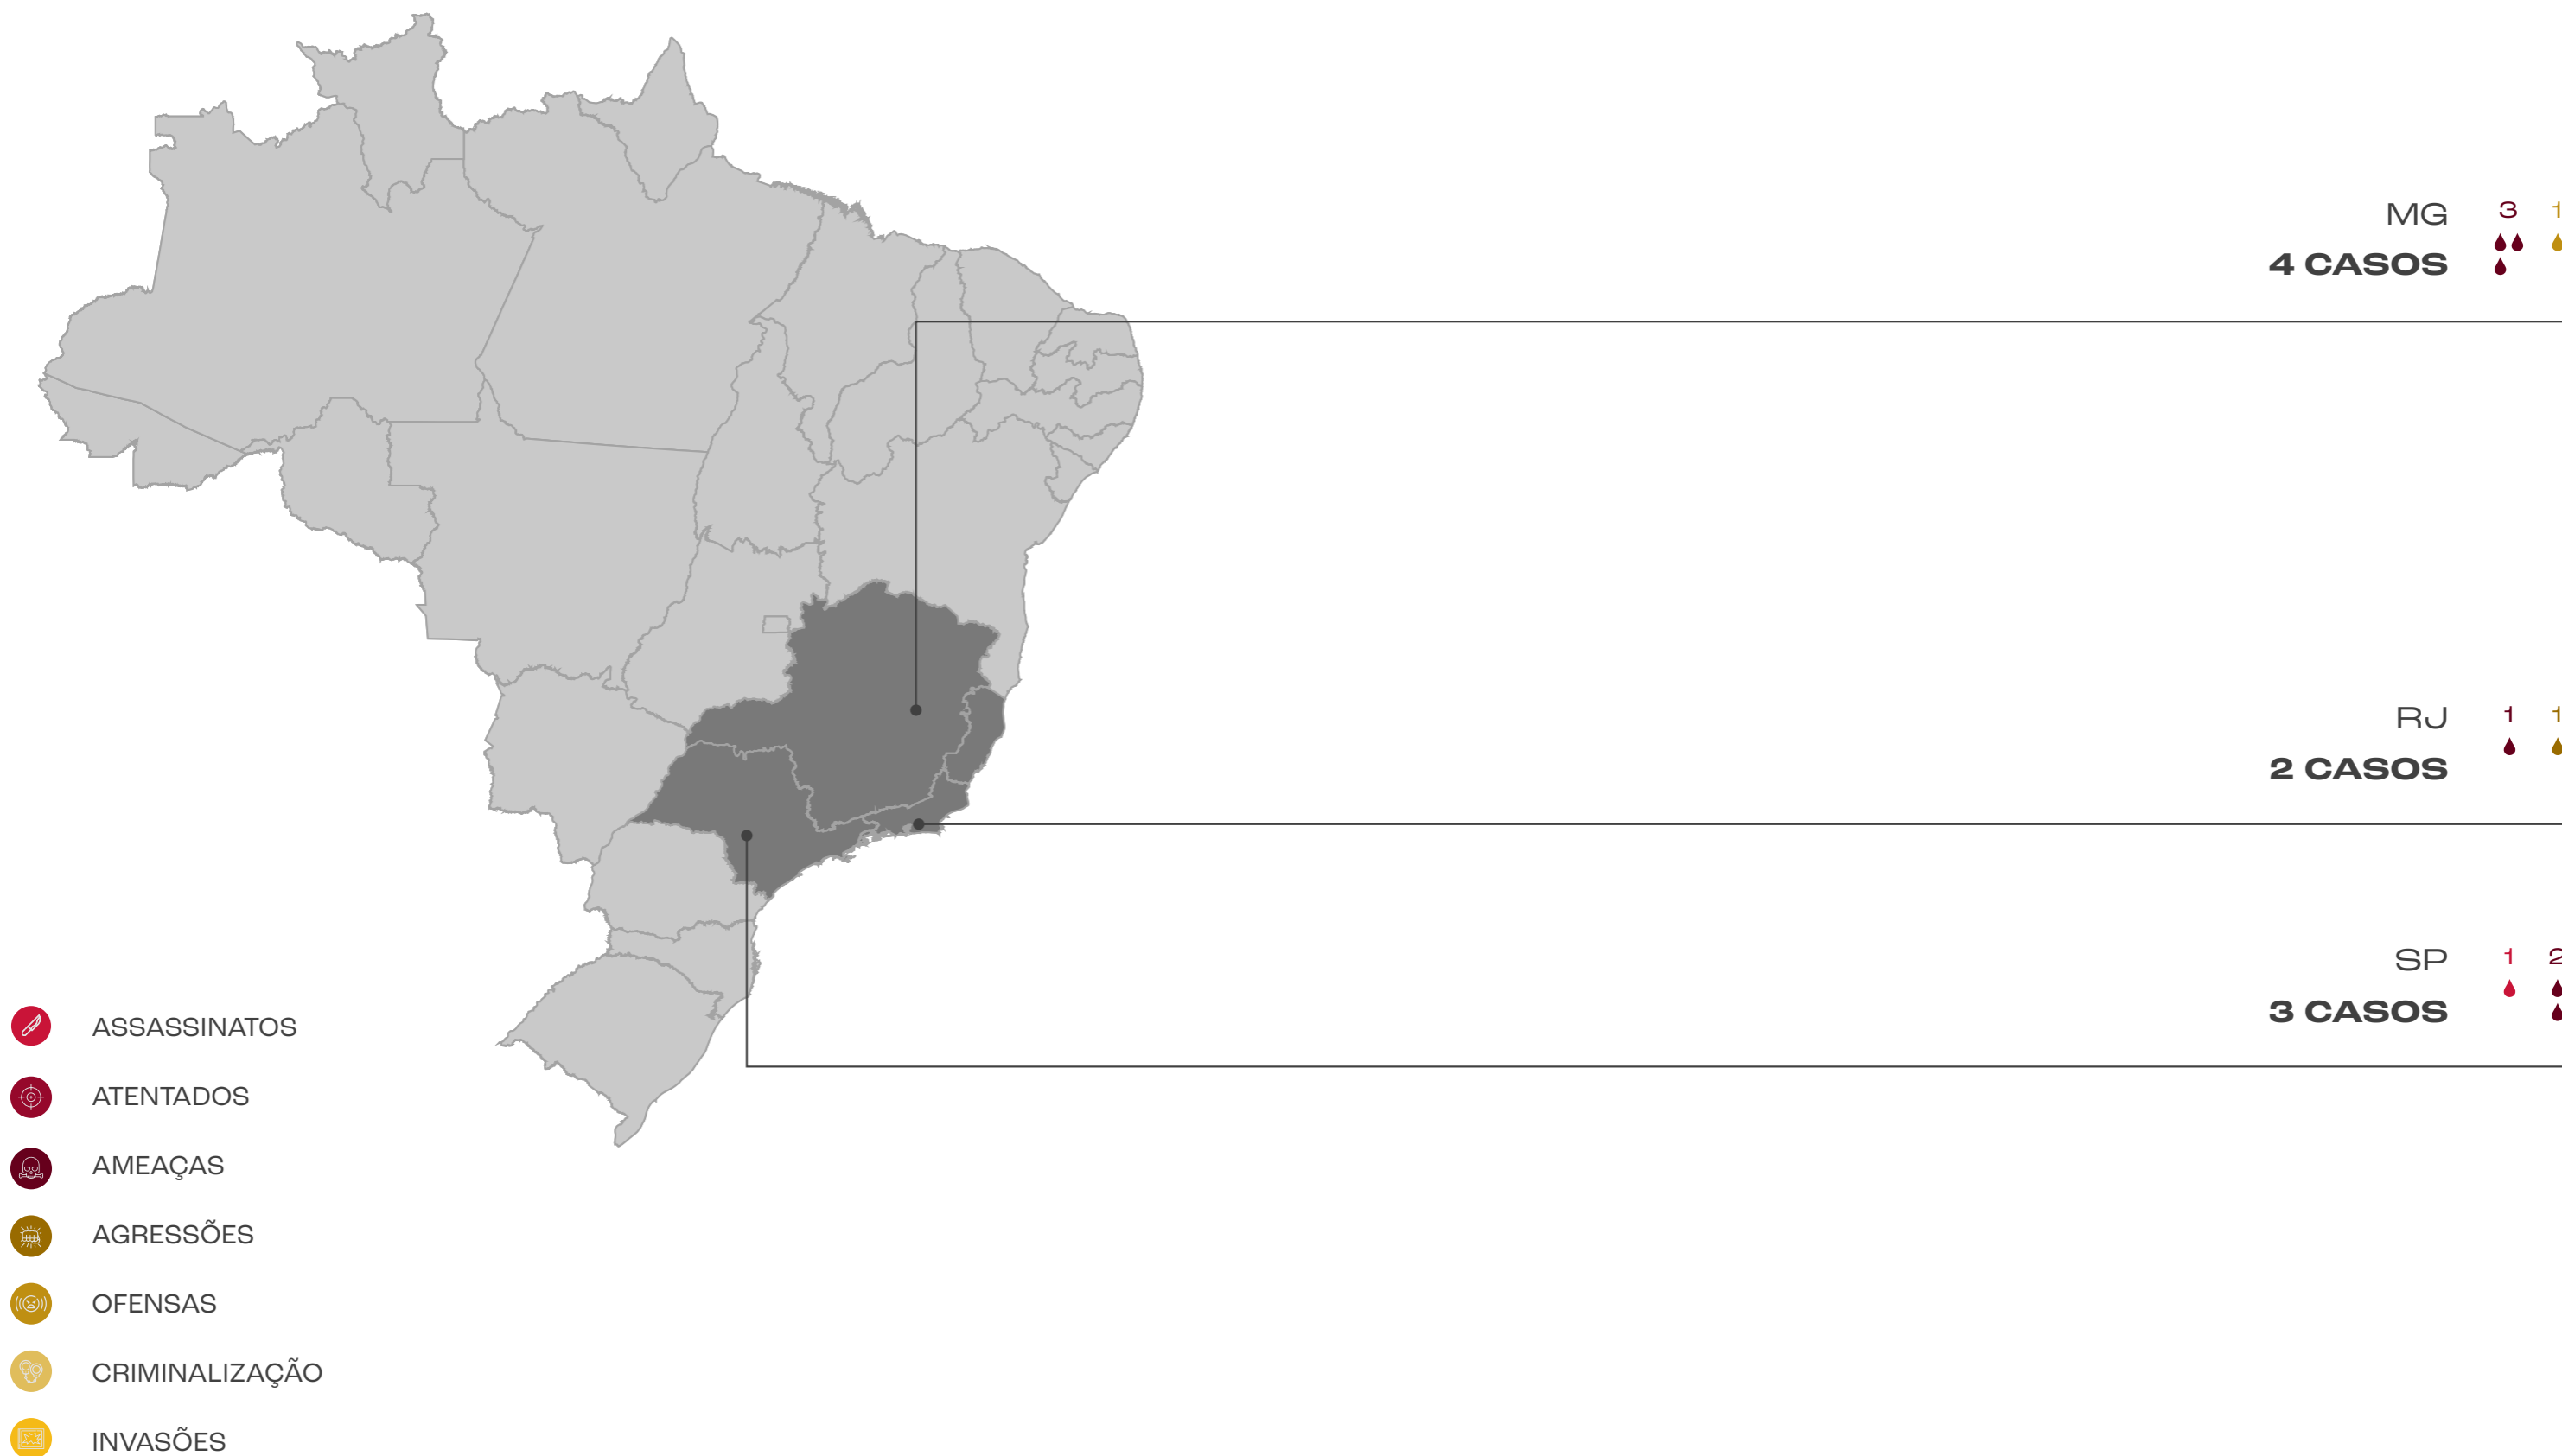 MG 3 1
4 CASOS
RJ 1 1
2 CASOS
SP 1 2
3 CASOS
ASSASSINATOS
ATENTADOS
AMEAÇAS
AGRESSÕES
OFENSAS
CRIMINALIZAÇÃO
INVASÕES